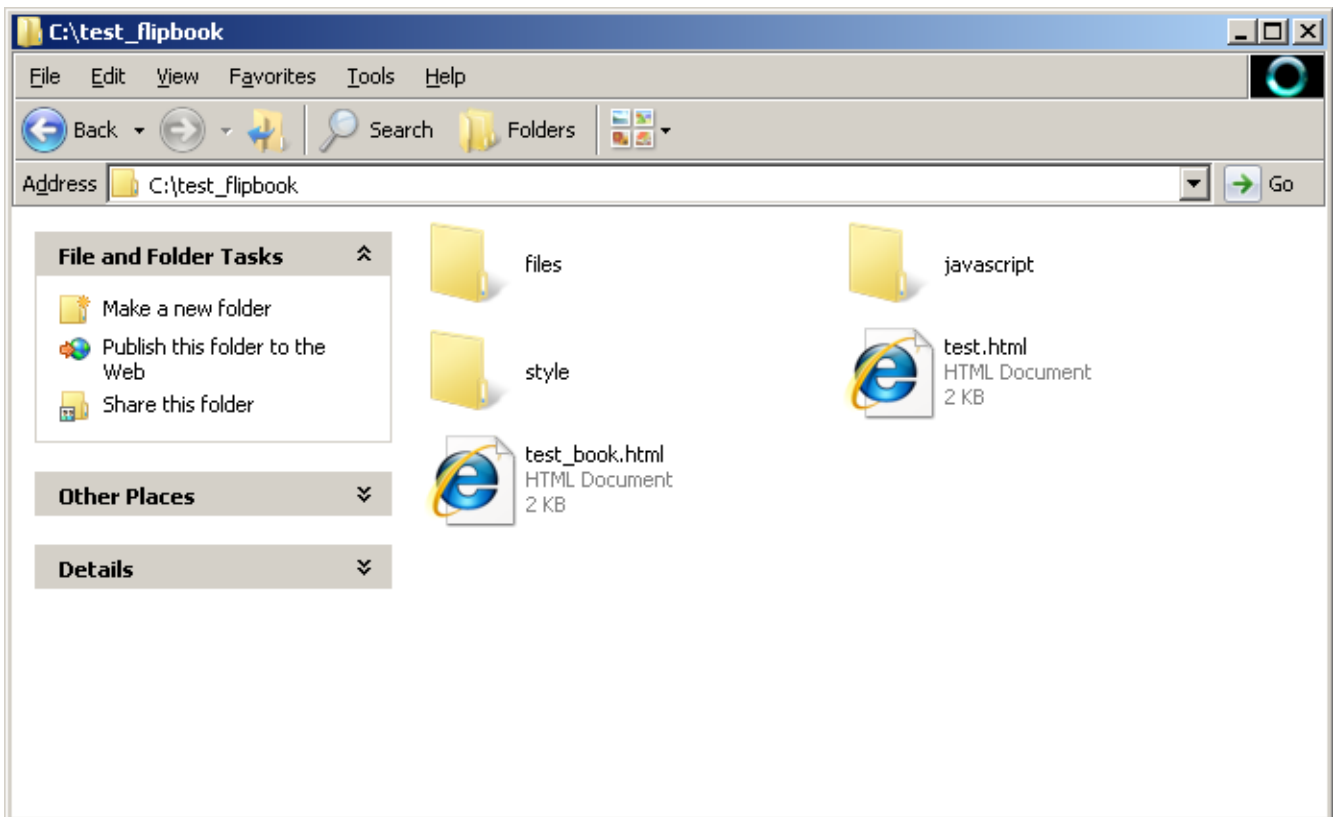 C:\test_flipbook
File Edit View Favorites Tools Help
Back Search Folders
Address C:\test_flipbook Go
File and Folder Tasks
Make a new folder
Publish this folder to the
Web
Share this folder
Other Places
Details
files
javascript
style
test.html
HTML Document
2 KB
test_book.html
HTML Document
2 KB